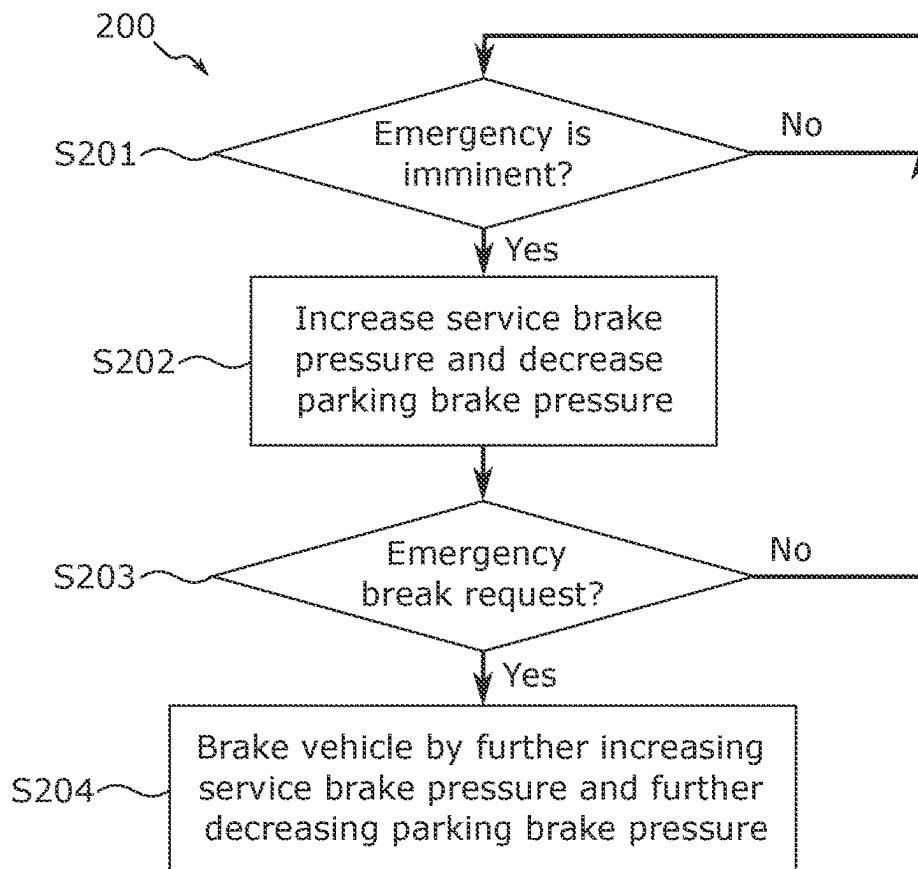 200
S201
Emergency is
imminent?
No
Yes
S202
Increase service brake
pressure and decrease
parking brake pressure
S203
Emergency
break request?
No
Yes
S204
Brake vehicle by further increasing
service brake pressure and further
decreasing parking brake pressure